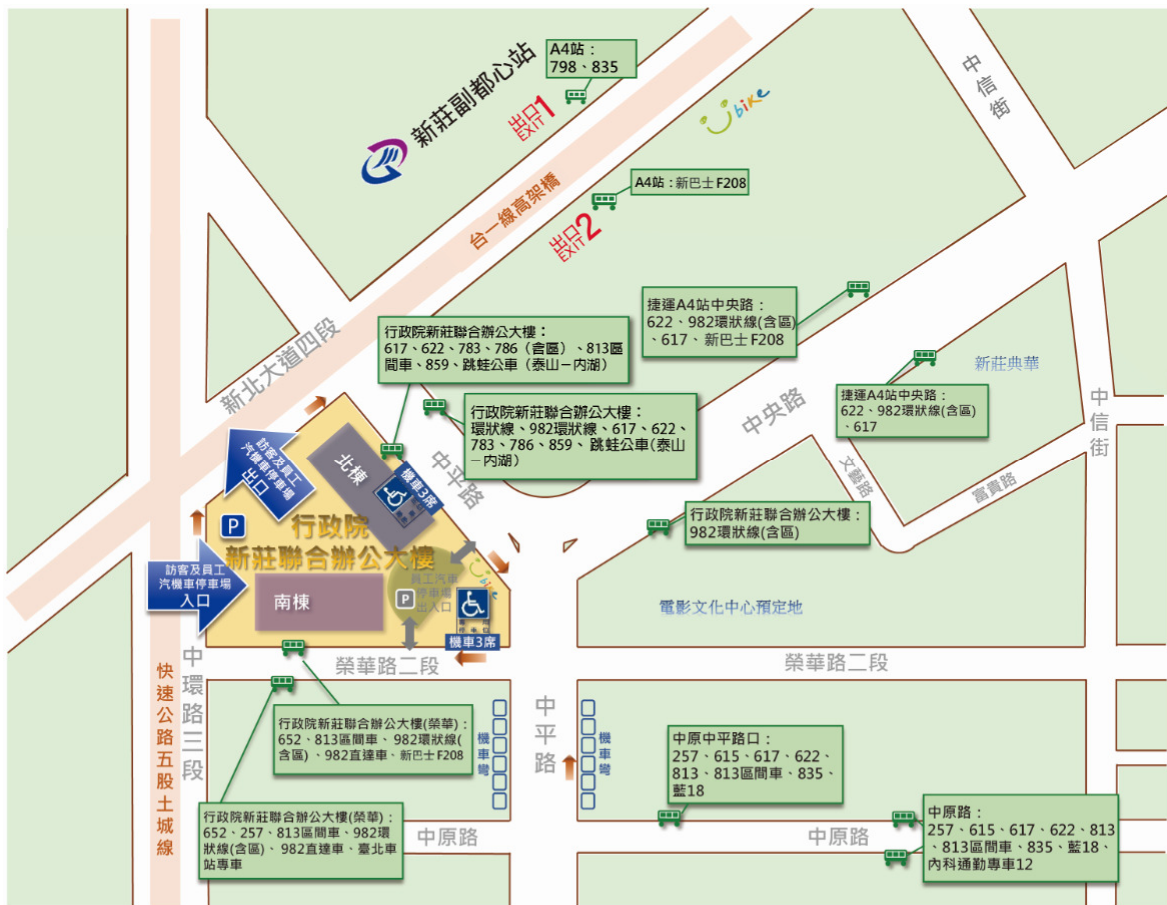 A4站：
798、835
新莊副都心站
出口1
EXIT
Ubike
中信街
台一線高架橋
A4站：新巴士F208
出口2
EXIT
捷運A4站中央路：
622、982環狀線(含區)
、617、新巴士F208
新北大道四段
行政院新莊聯合辦公大樓：
617、622、783、786（含區）、813區
間車、859、跳蛙公車（泰山－內湖）
新莊典華
行政院新莊聯合辦公大樓：
環狀線、982環狀線、617、622、
783、786、859、跳蛙公車(泰山
－內湖)
中央路
捷運A4站中央路：
622、982環狀線(含區)
、617
中信街
訪客及員工
汽機車停車場
出口
北棟
機車3席
中平路
文藝路
富貴路
P
行政院
新莊聯合辦公大樓
行政院新莊聯合辦公大樓：
982環狀線(含區)
訪客及員工
汽機車停車場
入口
南棟
P
員工汽車
停車場
出入口
Ubike
機車3席
電影文化中心預定地
榮華路二段
榮華路二段
中環路三段
快速公路五股土城線
行政院新莊聯合辦公大樓(榮華)：
652、813區間車、982環狀線(
含區)、982直達車、新巴士F208
機車彎
中平路
機車彎
中原中平路口：
257、615、617、622、
813、813區間車、835、
藍18
行政院新莊聯合辦公大樓(榮華)：
652、257、813區間車、982環
狀線(含區)、982直達車、臺北車
站專車
中原路
中原路
中原路：
257、615、617、622、813
、813區間車、835、藍18、
內科通勤專車12